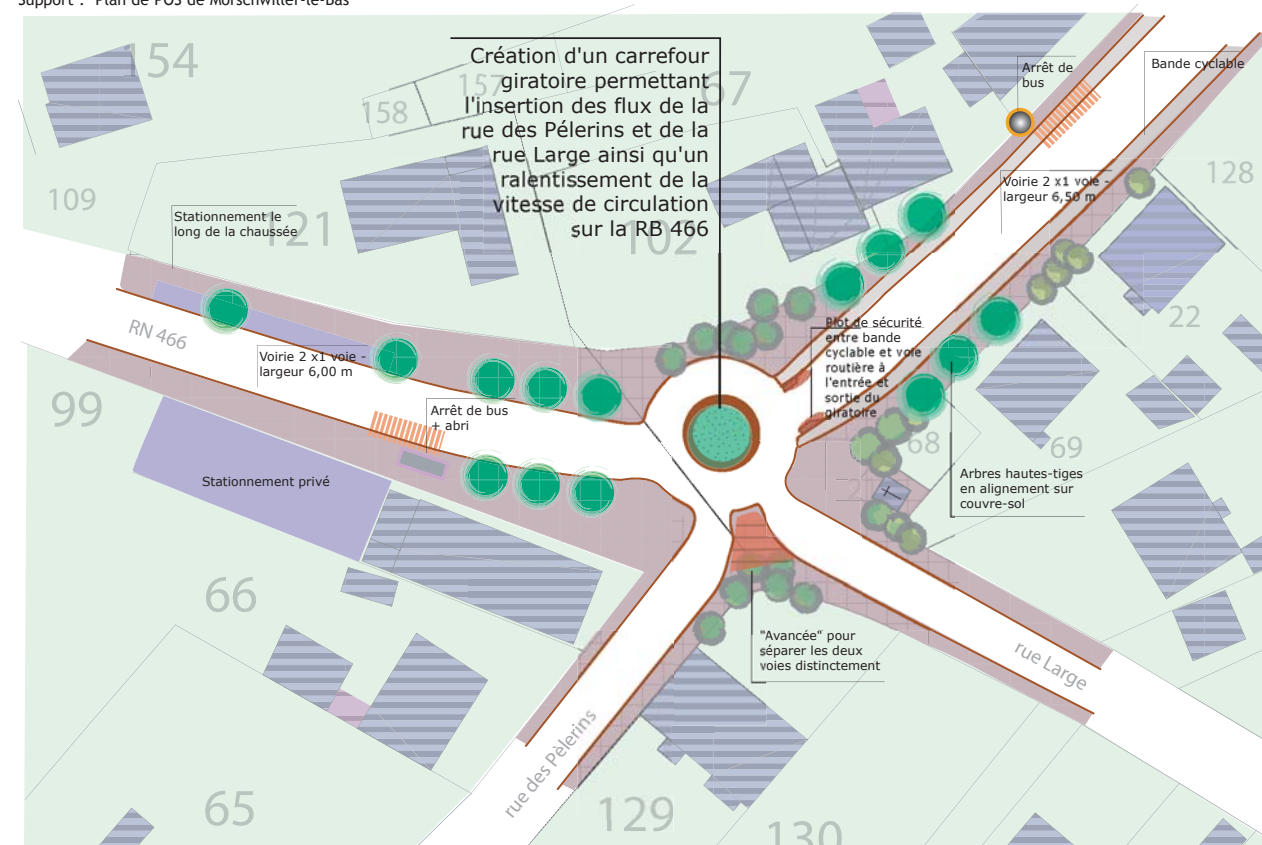 Support : Plan de POS de Morschwiller-le-Bas
154
157
158
67
109
121
102
128
Création d'un carrefour
giratoire permettant
l'insertion des flux de la
rue des Pélerins et de la
rue Large ainsi qu'un
ralentissement de la
vitesse de circulation
sur la RB 466
Arrêt de
bus
Bande cyclable
Voirie 2 x1 voie -
largeur 6,50 m
Stationnement le
long de la chaussée
RN 466
Voirie 2 x1 voie -
largeur 6,00 m
Blot de sécurité
entre bande
cyclable et voie
routière à
l'entrée et
sortie du
giratoire
22
99
Arrêt de bus
+ abri
68
69
Stationnement privé
Arbres hautes-tiges
en alignement sur
couvre-sol
66
"Avancée" pour
séparer les deux
voies distinctement
rue Large
rue des Pèlerins
65
129
130